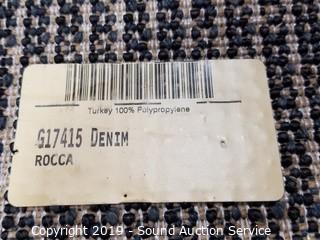 Turkey 100% Polypropylene
G17415 DENIM
ROCCA
Copyright 2019 - Sound Auction Service